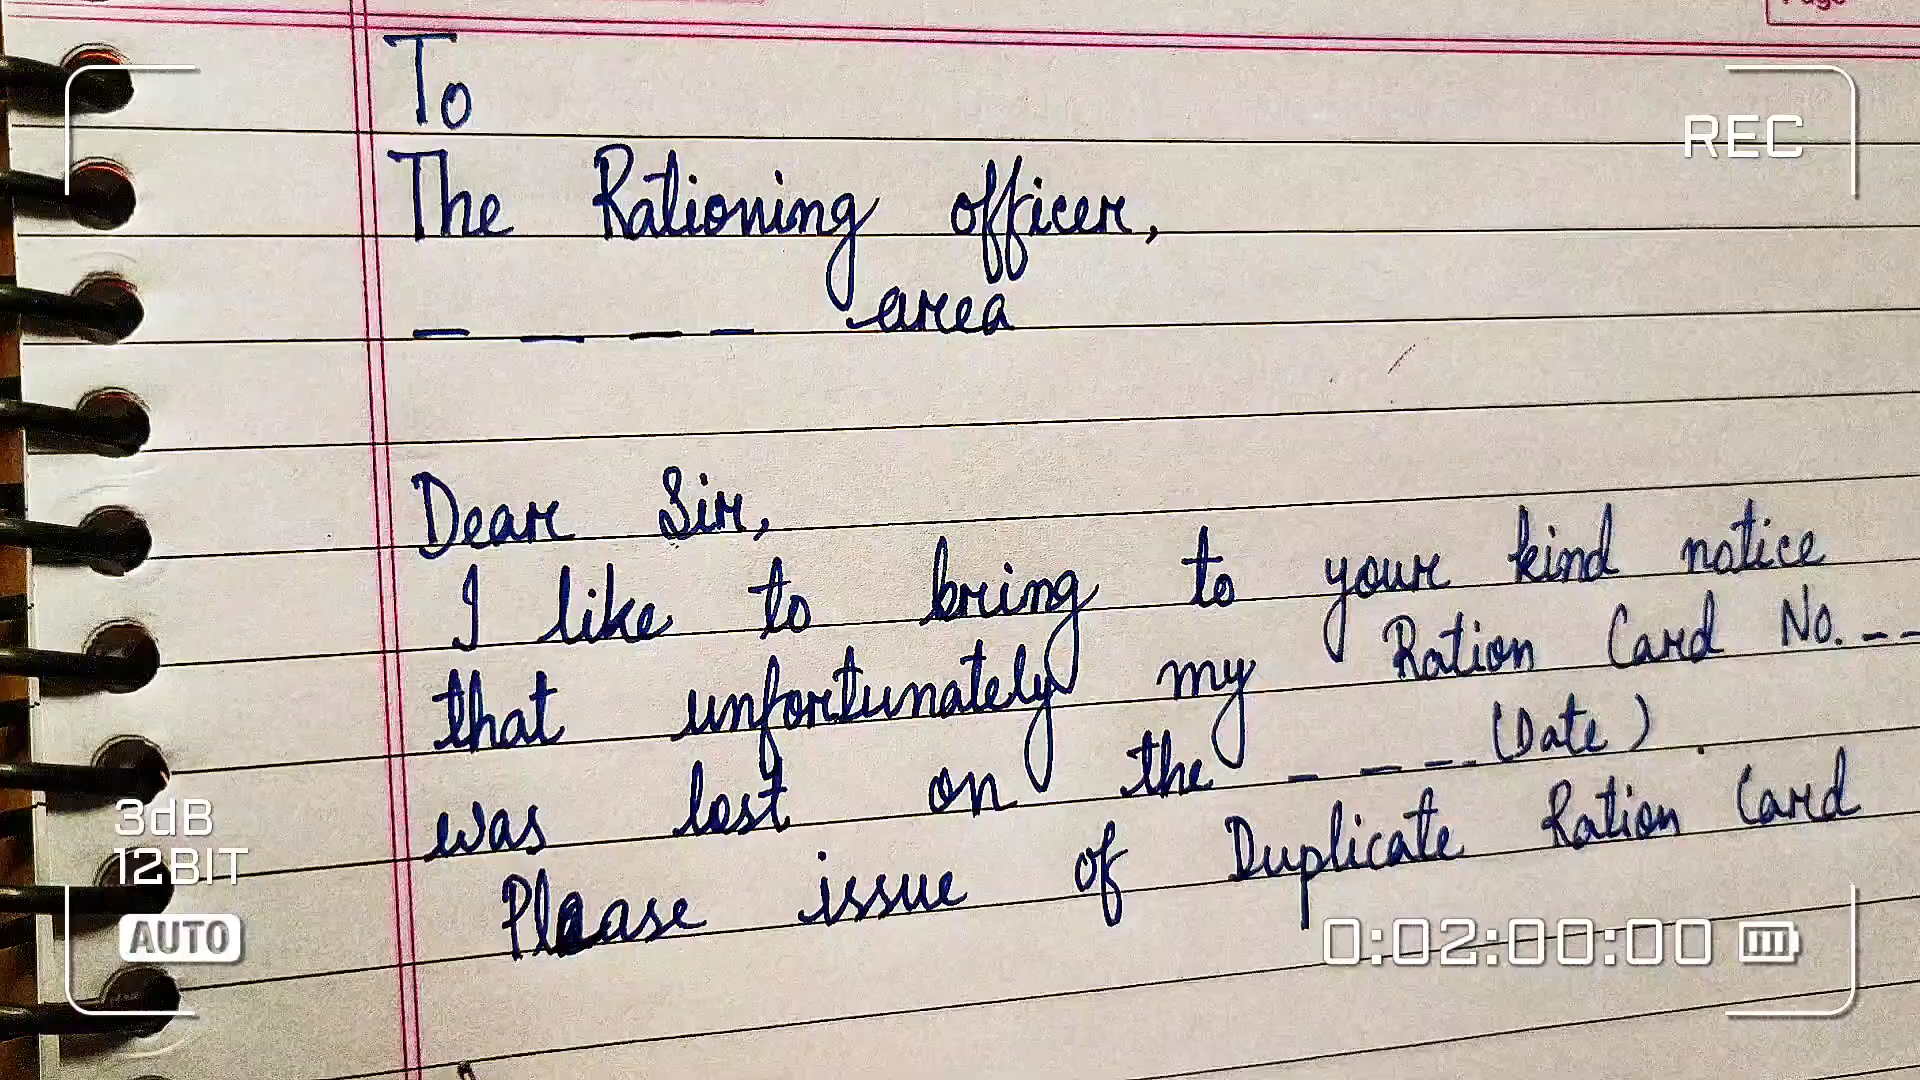 To
The Rationing officer,
_ _ _ _ area
Dear Sir,
I like to bring to your kind notice
that unfortunately my Ration Card No. _ _
was lost on the _ _ _ _ (Date).
Please issue of Duplicate Ration Card
REC
3dB
12BIT
AUTO
0:02:00:00